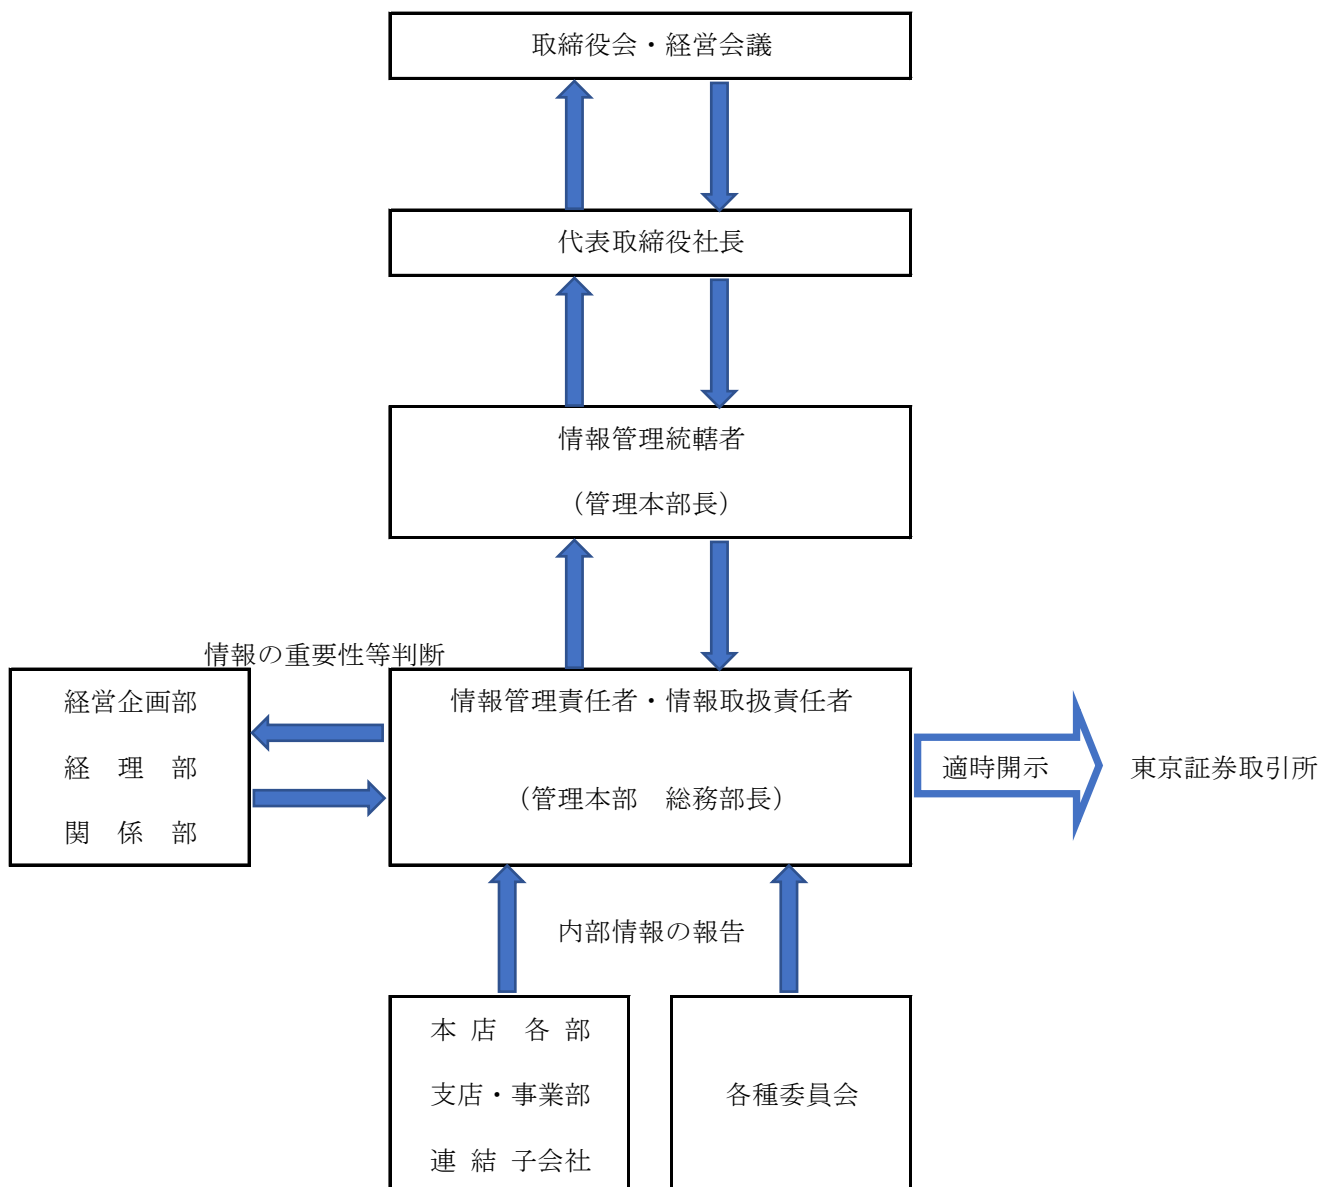 取締役会・経営会議
代表取締役社長
情報管理統轄者
（管理本部長）
情報の重要性等判断
経営企画部
経　理　部
関　係　部
情報管理責任者・情報取扱責任者
（管理本部　総務部長）
適時開示
東京証券取引所
内部情報の報告
本 店　各 部
支店・事業部
連 結 子会社
各種委員会